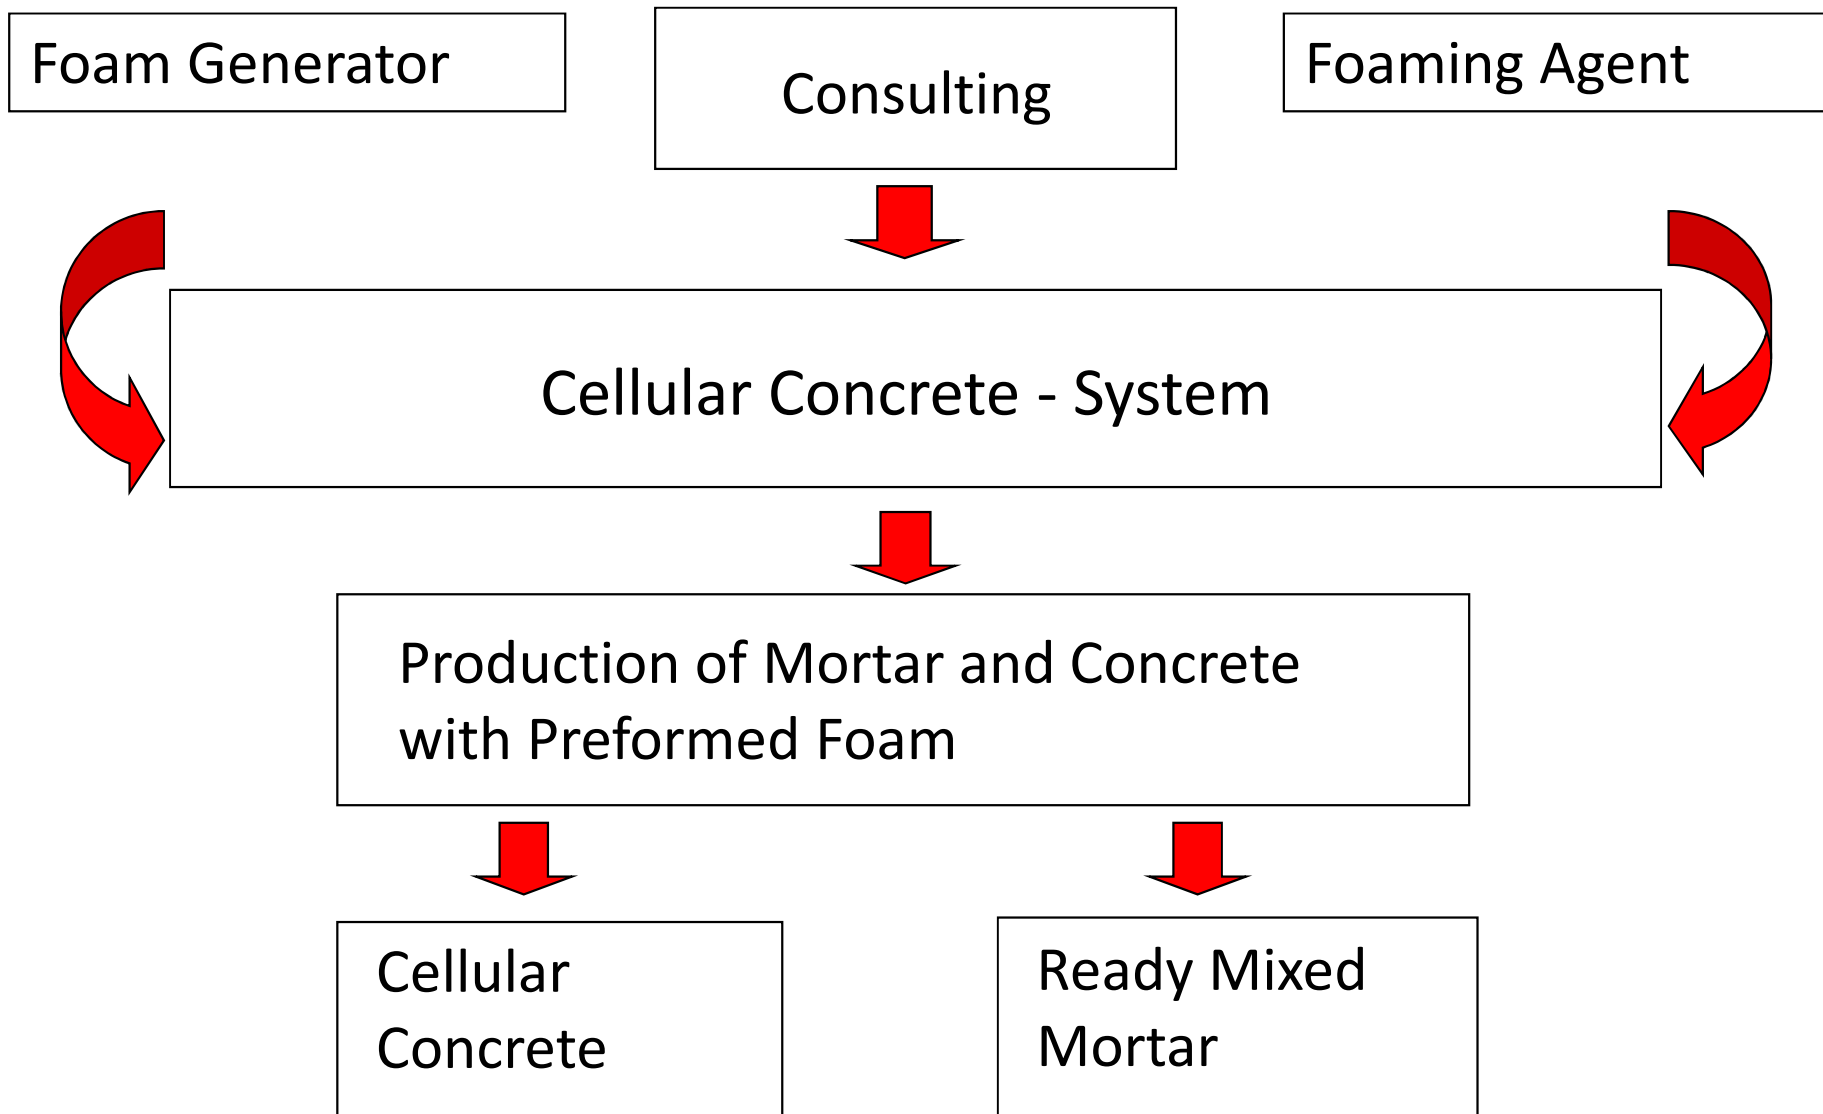 Foam Generator
Consulting
Foaming Agent
Cellular Concrete - System
Production of Mortar and Concrete
with Preformed Foam
Cellular
Concrete
Ready Mixed
Mortar